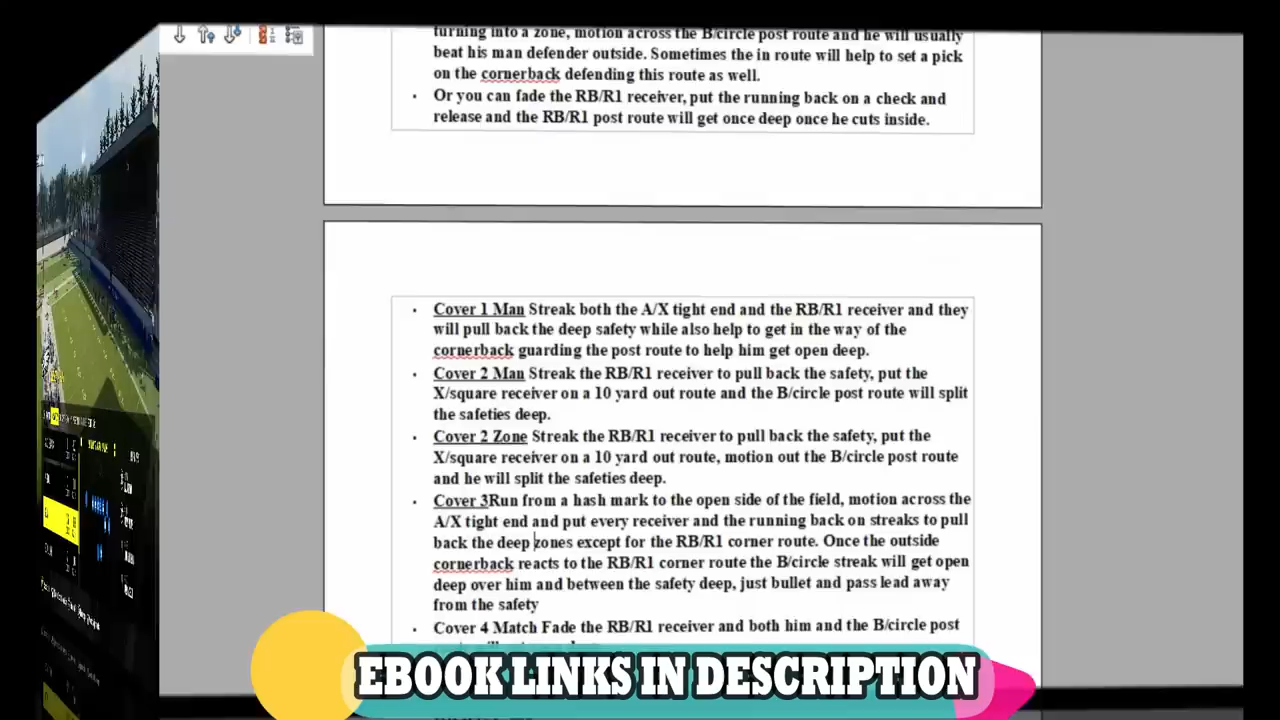 turning into a zone, motion across the B/circle post route and he will usually
beat his man defender outside. Sometimes the in route will help to set a pick
on the cornerback defending this route as well.
• Or you can fade the RB/R1 receiver, put the running back on a check and
release and the RB/R1 post route will get once deep once he cuts inside.
• Cover 1 Man Streak both the A/X tight end and the RB/R1 receiver and they
will pull back the deep safety while also help to get in the way of the
cornerback guarding the post route to help him get open deep.
• Cover 2 Man Streak the RB/R1 receiver to pull back the safety, put the
X/square receiver on a 10 yard out route and the B/circle post route will split
the safeties deep.
• Cover 2 Zone Streak the RB/R1 receiver to pull back the safety, put the
X/square receiver on a 10 yard out route, motion out the B/circle post route
and he will split the safeties deep.
• Cover 3Run from a hash mark to the open side of the field, motion across the
A/X tight end and put every receiver and the running back on streaks to pull
back the deep zones except for the RB/R1 corner route. Once the outside
cornerback reacts to the RB/R1 corner route the B/circle streak will get open
deep over him and between the safety deep, just bullet and pass lead away
from the safety
• Cover 4 Match Fade the RB/R1 receiver and both him and the B/circle post
EBOOK LINKS IN DESCRIPTION